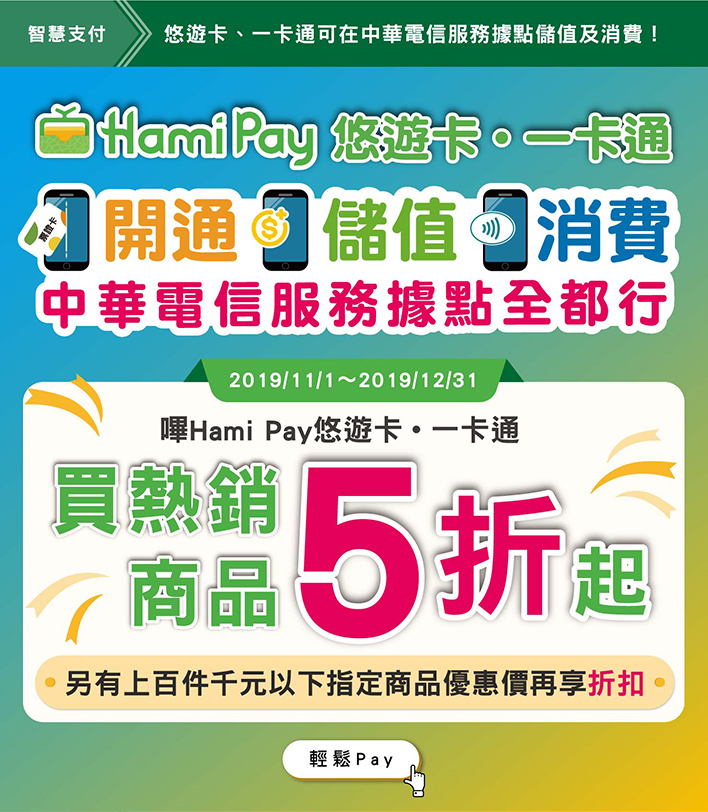 智慧支付
悠遊卡、一卡通可在中華電信服務據點儲值及消費！
Hami Pay 悠遊卡•一卡通
票證卡
開通 儲值 消費
中華電信服務據點全都行
2019/11/1～2019/12/31
嗶Hami Pay悠遊卡•一卡通
買熱銷
商品
5折起
另有上百件千元以下指定商品優惠價再享折扣
輕鬆Pay